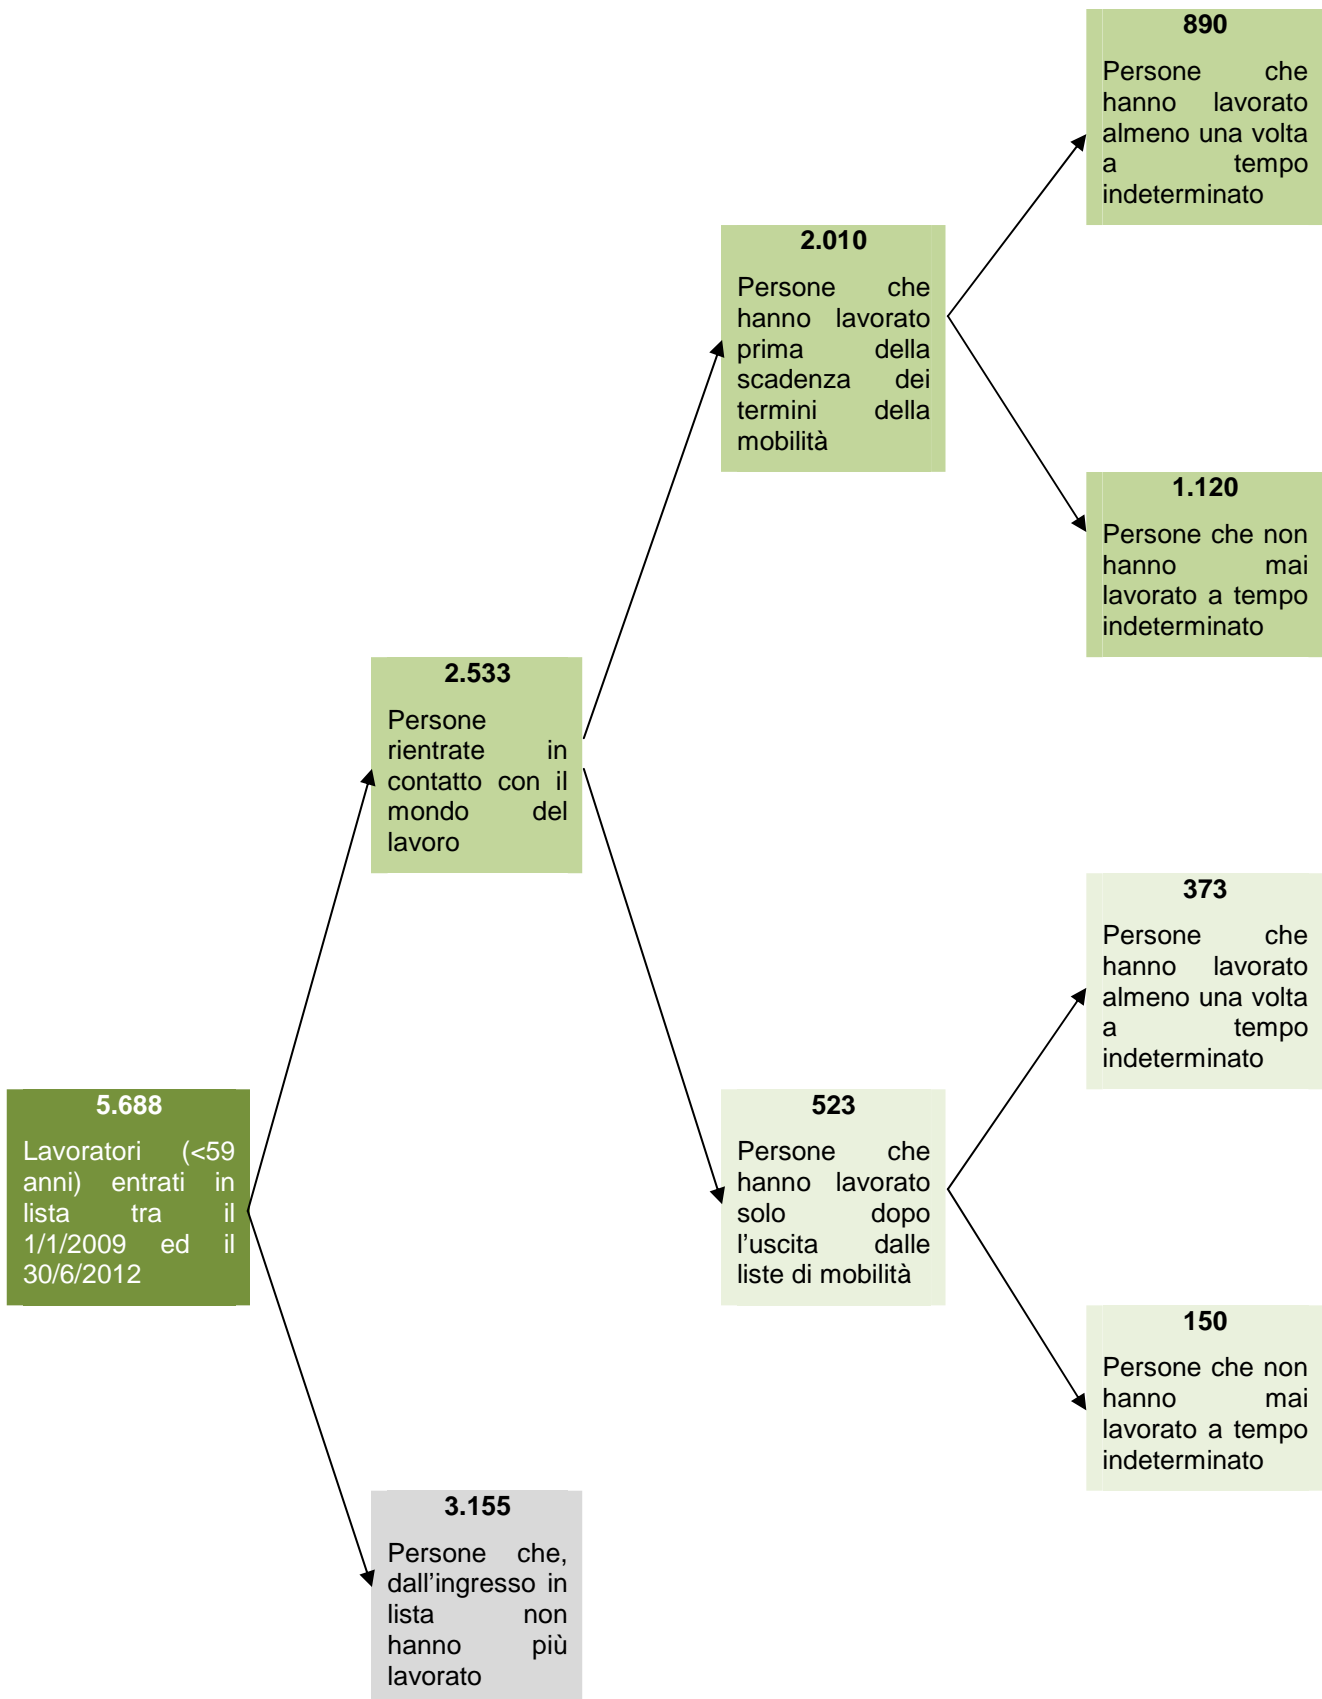 890
Persone che
hanno lavorato
almeno una volta
a tempo
indeterminato
2.010
Persone che
hanno lavorato
prima della
scadenza dei
termini della
mobilità
1.120
Persone che non
hanno mai
lavorato a tempo
indeterminato
2.533
Persone
rientrate in
contatto con il
mondo del
lavoro
373
Persone che
hanno lavorato
almeno una volta
a tempo
indeterminato
5.688
Lavoratori (<59
anni) entrati in
lista tra il
1/1/2009 ed il
30/6/2012
523
Persone che
hanno lavorato
solo dopo
l’uscita dalle
liste di mobilità
150
Persone che non
hanno mai
lavorato a tempo
indeterminato
3.155
Persone che,
dall’ingresso in
lista non
hanno più
lavorato